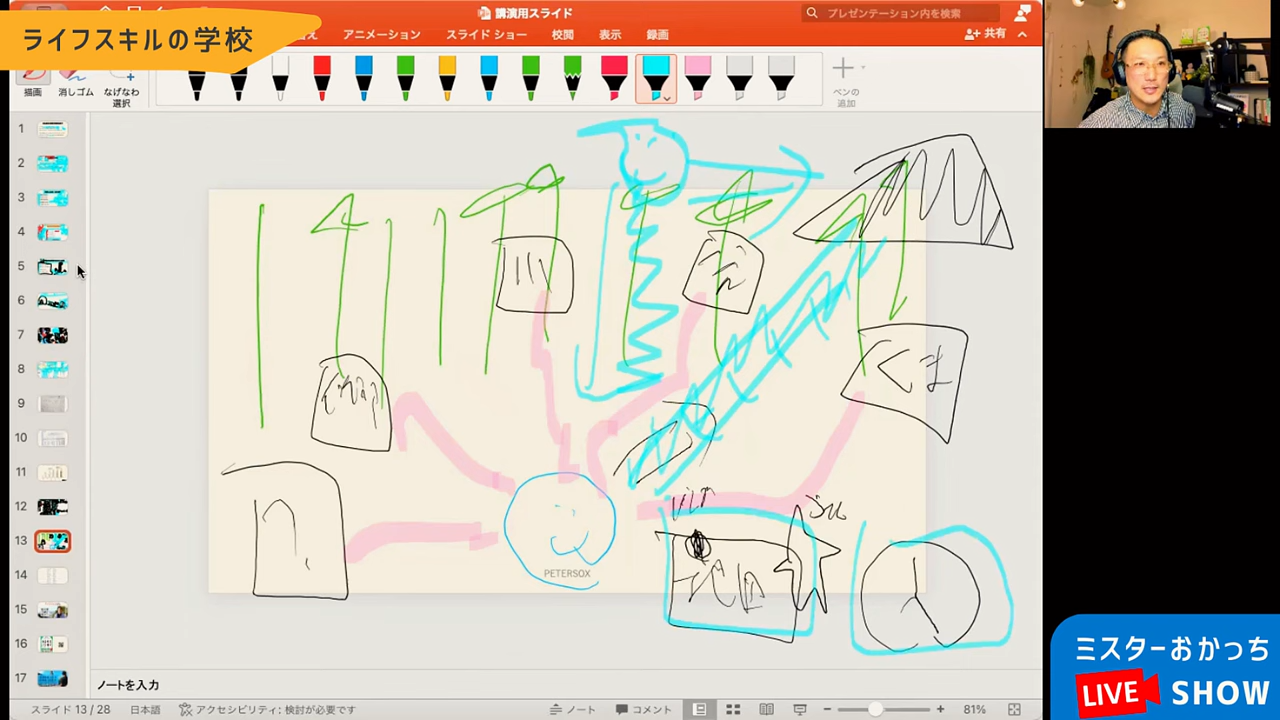 講演用スライド
プレゼンテーション内を検索
ライフスキルの学校
アニメーション
スライド ショー
校閲
表示
録画
共有
描画
消しゴム
なげなわ
選択
ペンの
追加
1
2
3
4
5
6
7
8
9
10
11
12
13
14
15
16
17
くま
PETERSOX
ノートを入力
スライド 13 / 28
日本語
アクセシビリティ: 検討が必要です
ノート
コメント
81%
ミスターおかっち
LIVE SHOW